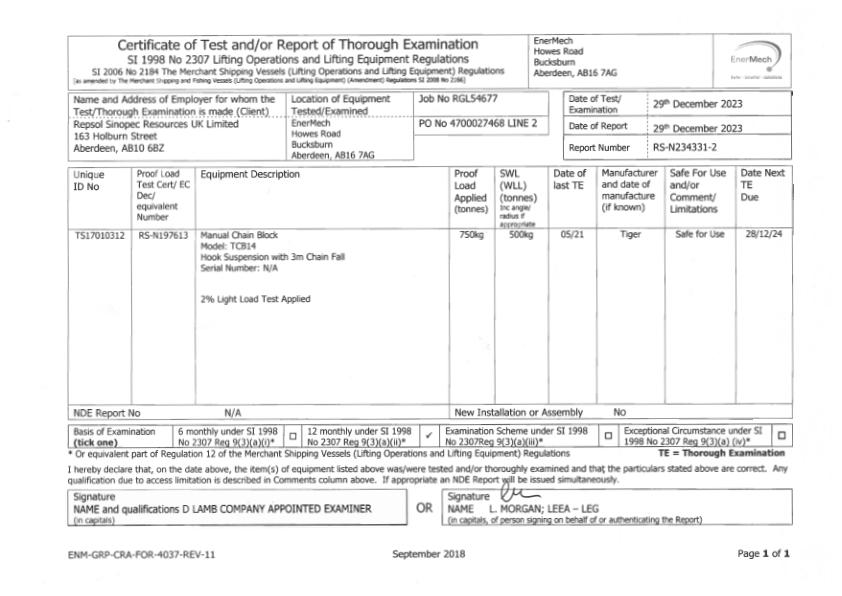 Certificate of Test and/or Report of Thorough Examination
SI 1998 No 2307 Lifting Operations and Lifting Equipment Regulations
SI 2006 No 2184 The Merchant Shipping Vessels (Lifting Operations and Lifting Equipment) Regulations
[as amended by The Merchant Shipping and Fishing Vessels (Lifting Operations and Lifting Equipment) (Amendment) Regulations SI 2008 No 2166]
EnerMech
Howes Road
Bucksburn
Aberdeen, AB16 7AG
EnerMech
Name and Address of Employer for whom the
Test/Thorough Examination is made (Client)
Repsol Sinopec Resources UK Limited
163 Holburn Street
Aberdeen, AB10 6BZ
Location of Equipment
Tested/Examined
EnerMech
Howes Road
Bucksburn
Aberdeen, AB16 7AG
Job No RGL54677
PO No 4700027468 LINE 2
Date of Test/
Examination
29th December 2023
Date of Report
29th December 2023
Report Number
RS-N234331-2
Unique
ID No
Proof Load
Test Cert/ EC
Dec/
equivalent
Number
Equipment Description
Proof
Load
Applied
(tonnes)
SWL
(WLL)
(tonnes)
Inc angle/
radius if
appropriate
Date of
last TE
Manufacturer
and date of
manufacture
(if known)
Safe For Use
and/or
Comment/
Limitations
Date Next
TE
Due
TS17010312
RS-N197613
Manual Chain Block
Model: TCB14
Hook Suspension with 3m Chain Fall
Serial Number: N/A
2% Light Load Test Applied
750kg
500kg
05/21
Tiger
Safe for Use
28/12/24
NDE Report No N/A
New Installation or Assembly No
Basis of Examination
(tick one)
6 monthly under SI 1998
No 2307 Reg 9(3)(a)(i)*
☐
12 monthly under SI 1998
No 2307 Reg 9(3)(a)(ii)*
✓
Examination Scheme under SI 1998
No 2307Reg 9(3)(a)(iii)*
☐
Exceptional Circumstance under SI
1998 No 2307 Reg 9(3)(a) (iv)*
☐
* Or equivalent part of Regulation 12 of the Merchant Shipping Vessels (Lifting Operations and Lifting Equipment) Regulations
TE = Thorough Examination
I hereby declare that, on the date above, the item(s) of equipment listed above was/were tested and/or thoroughly examined and that the particulars stated above are correct. Any
qualification due to access limitation is described in Comments column above. If appropriate an NDE Report will be issued simultaneously.
Signature
NAME and qualifications D LAMB COMPANY APPOINTED EXAMINER
(in capitals)
OR
Signature
NAME L. MORGAN; LEEA – LEG
(in capitals, of person signing on behalf of or authenticating the Report)
ENM-GRP-CRA-FOR-4037-REV-11
September 2018
Page 1 of 1